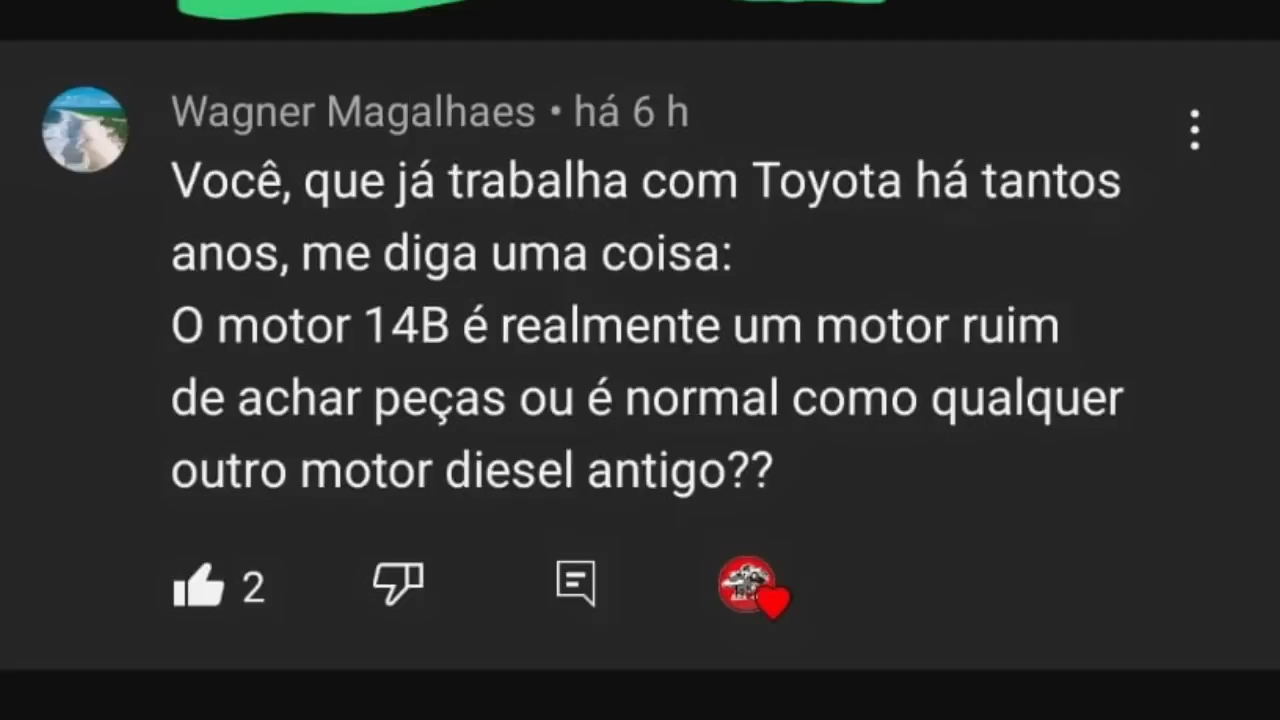 Wagner Magalhaes • há 6 h
Você, que já trabalha com Toyota há tantos
anos, me diga uma coisa:
O motor 14B é realmente um motor ruim
de achar peças ou é normal como qualquer
outro motor diesel antigo??
2